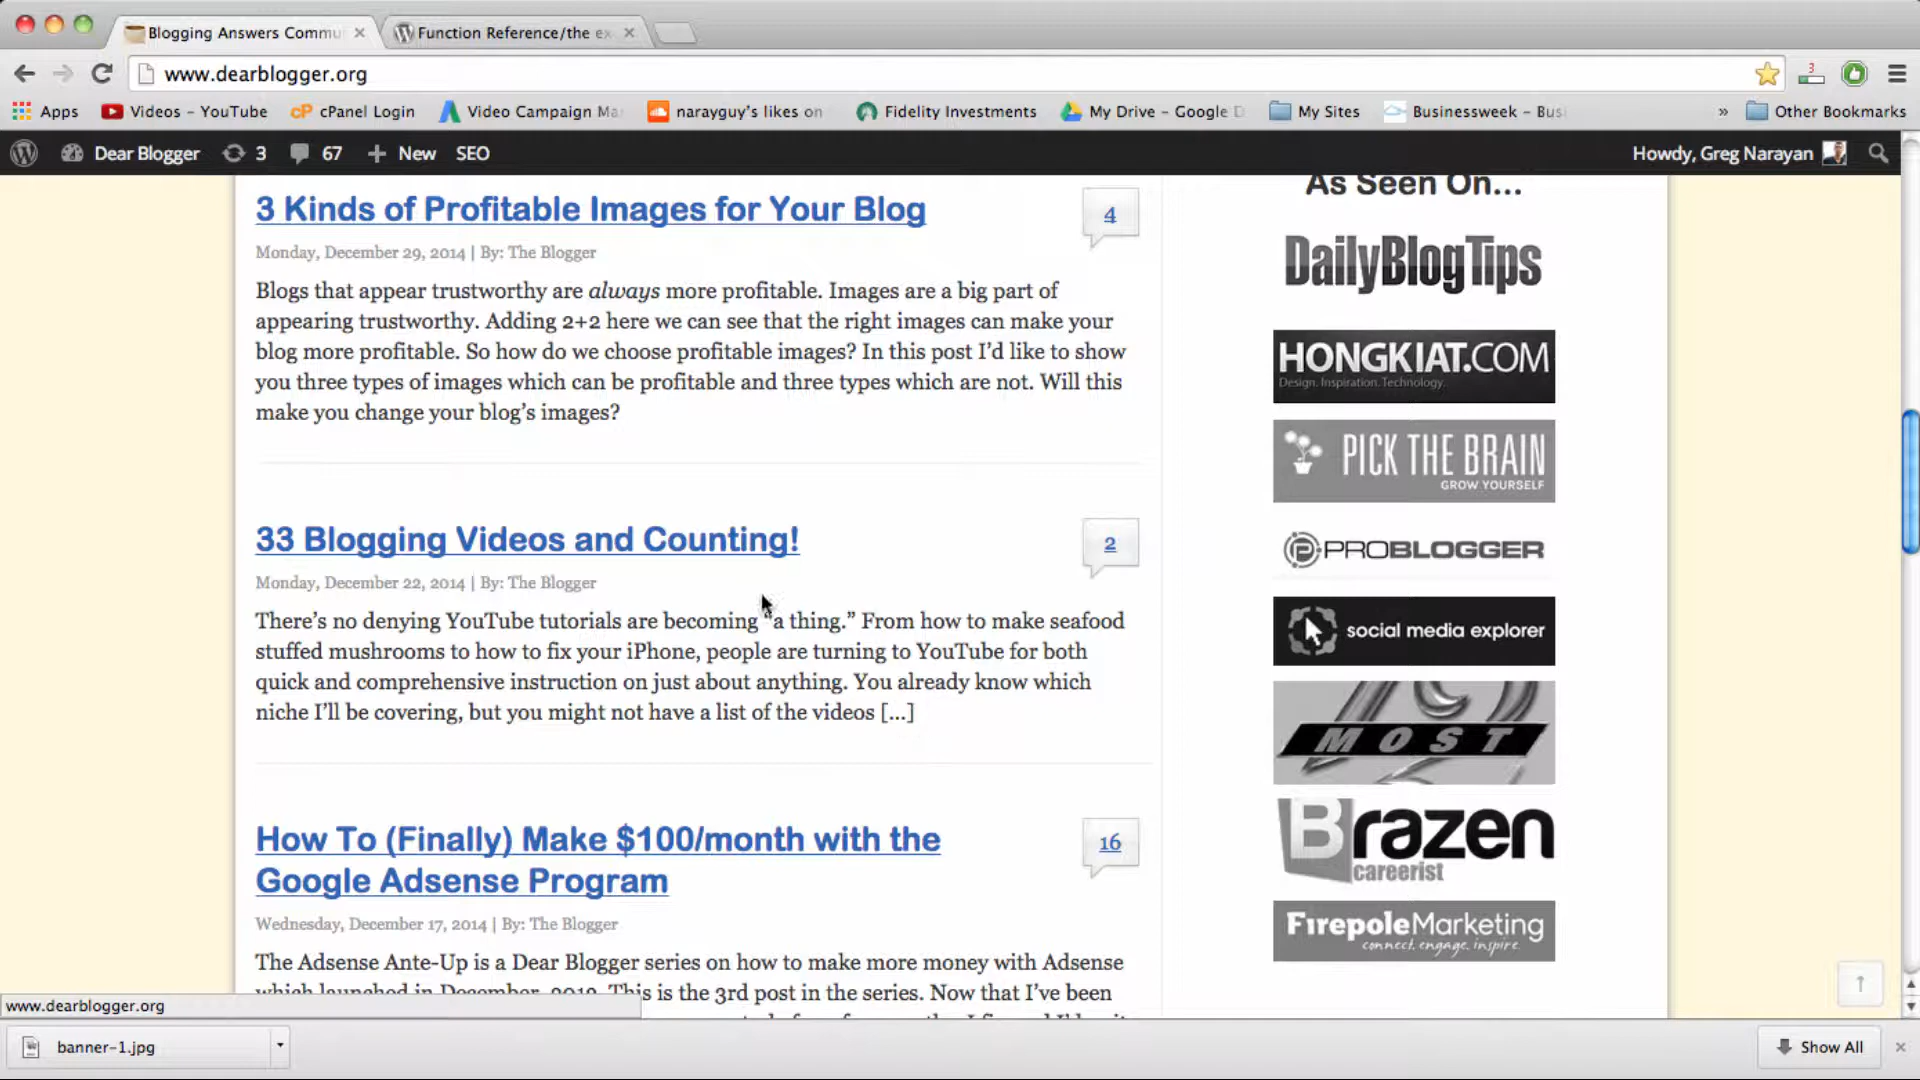 Blogging Answers Commu
Function Reference/the ex
www.dearblogger.org
3
Apps
Videos – YouTube
cPanel Login
Video Campaign Ma
narayguy's likes on
Fidelity Investments
My Drive – Google D
My Sites
Businessweek – Busi
»
Other Bookmarks
Dear Blogger
3
67
New
SEO
Howdy, Greg Narayan
3 Kinds of Profitable Images for Your Blog
4
Monday, December 29, 2014 | By: The Blogger
Blogs that appear trustworthy are always more profitable. Images are a big part of
appearing trustworthy. Adding 2+2 here we can see that the right images can make your
blog more profitable. So how do we choose profitable images? In this post I'd like to show
you three types of images which can be profitable and three types which are not. Will this
make you change your blog's images?
33 Blogging Videos and Counting!
2
Monday, December 22, 2014 | By: The Blogger
There's no denying YouTube tutorials are becoming "a thing." From how to make seafood
stuffed mushrooms to how to fix your iPhone, people are turning to YouTube for both
quick and comprehensive instruction on just about anything. You already know which
niche I'll be covering, but you might not have a list of the videos [...]
How To (Finally) Make $100/month with the
Google Adsense Program
16
Wednesday, December 17, 2014 | By: The Blogger
The Adsense Ante-Up is a Dear Blogger series on how to make more money with Adsense
which launched in December, 2013. This is the 3rd post in the series. Now that I've been
As Seen On...
DailyBlogTips
HONGKIAT.COM
Design. Inspiration. Technology.
PICK THE BRAIN
GROW YOURSELF
PROBLOGGER
social media explorer
MOST
Brazen
careerist
FirepoleMarketing
connect. engage. inspire.
www.dearblogger.org
banner-1.jpg
Show All